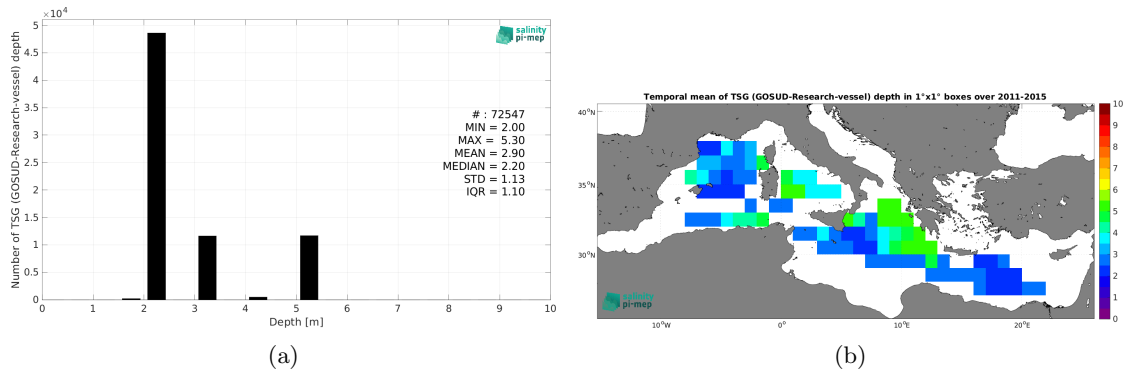 ×10⁴
5
4.5
4
3.5
3
2.5
2
1.5
1
0.5
0
Number of TSG (GOSUD-Research-vessel) depth
salinity
pi-mep
# : 72547
MIN = 2.00
MAX = 5.30
MEAN = 2.90
MEDIAN = 2.20
STD = 1.13
IQR = 1.10
0 1 2 3 4 5 6 7 8 9 10
Depth [m]
(a)
Temporal mean of TSG (GOSUD-Research-vessel) depth in 1°x1° boxes over 2011-2015
40°N
35°N
30°N
salinity
pi-mep
10°W 0° 10°E 20°E
10
9
8
7
6
5
4
3
2
1
0
(b)